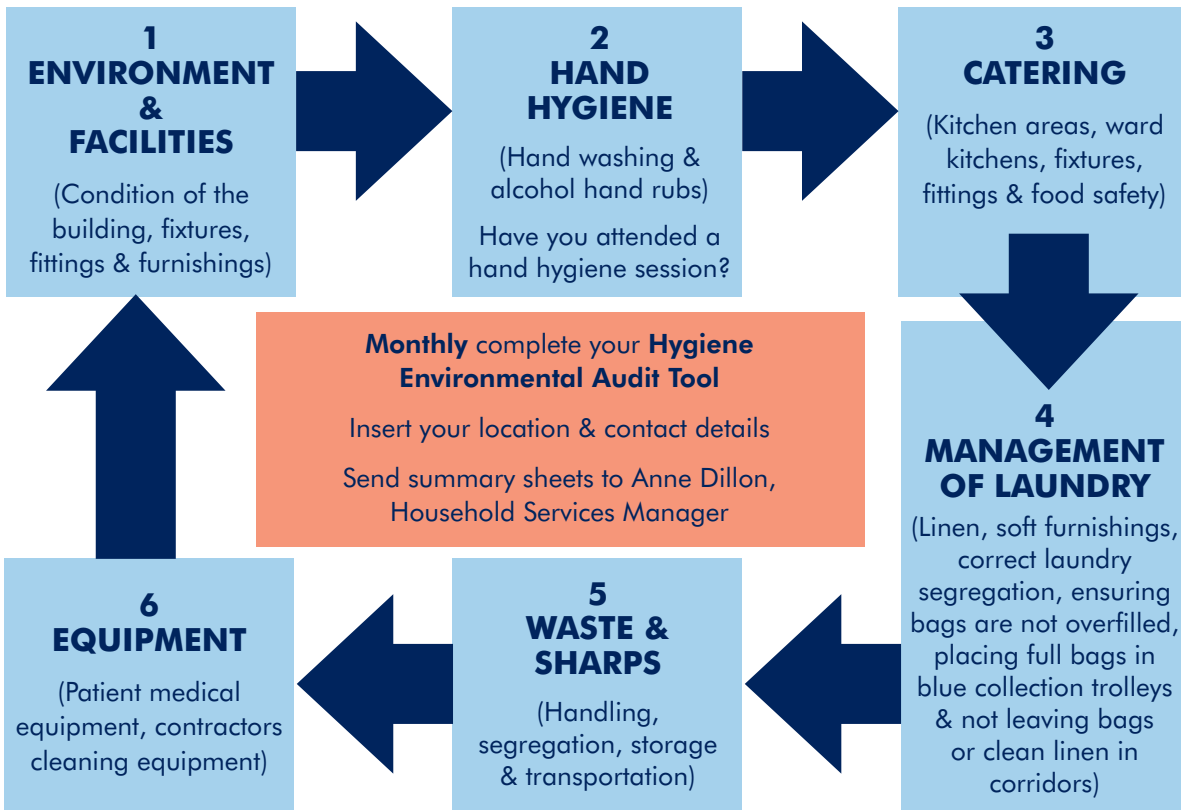 1
ENVIRONMENT
&
FACILITIES
(Condition of the
building, fixtures,
fittings & furnishings)
2
HAND
HYGIENE
(Hand washing &
alcohol hand rubs)
Have you attended a
hand hygiene session?
3
CATERING
(Kitchen areas, ward
kitchens, fixtures,
fittings & food safety)
Monthly complete your Hygiene
Environmental Audit Tool
Insert your location & contact details
Send summary sheets to Anne Dillon,
Household Services Manager
4
MANAGEMENT
OF LAUNDRY
(Linen, soft furnishings,
correct laundry
segregation, ensuring
bags are not overfilled,
placing full bags in
blue collection trolleys
& not leaving bags
or clean linen in
corridors)
5
WASTE &
SHARPS
(Handling,
segregation, storage
& transportation)
6
EQUIPMENT
(Patient medical
equipment, contractors
cleaning equipment)